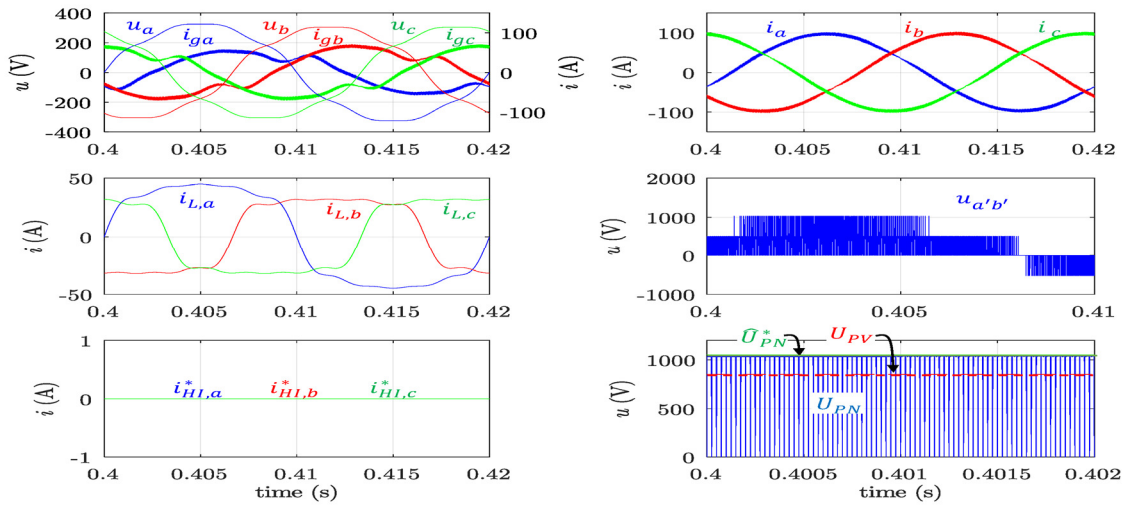 400
200
0
-200
-400
u (V)
u_a
i_ga
u_b
i_gb
u_c
i_gc
100
0
-100
i (A)
0.4
0.405
0.41
0.415
0.42
100
0
-100
i (A)
i_a
i_b
i_c
0.4
0.405
0.41
0.415
0.42
50
0
-50
i (A)
i_L,a
i_L,b
i_L,c
0.4
0.405
0.41
0.415
0.42
2000
1000
0
-1000
u (V)
u_a'b'
0.4
0.405
0.41
1
0
-1
i (A)
i*_HI,a
i*_HI,b
i*_HI,c
0.4
0.405
0.41
0.415
0.42
time (s)
Û*_PN
U_PV
1000
500
0
u (V)
U_PN
0.4
0.4005
0.401
0.4015
0.402
time (s)